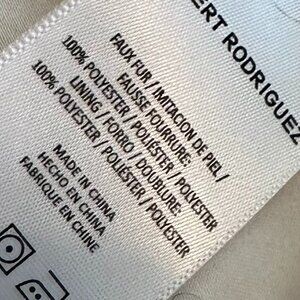 ERT RODRIGUEZ
FAUX FUR / IMITACION DE PIEL /
FAUSSE FOURRURE:
100% POLYESTER / POLIÉSTER / POLYESTER
LINING / FORRO / DOUBLURE:
100% POLYESTER / POLIÉSTER / POLYESTER
MADE IN CHINA
HECHO EN CHINA
FABRIQUE EN CHINE